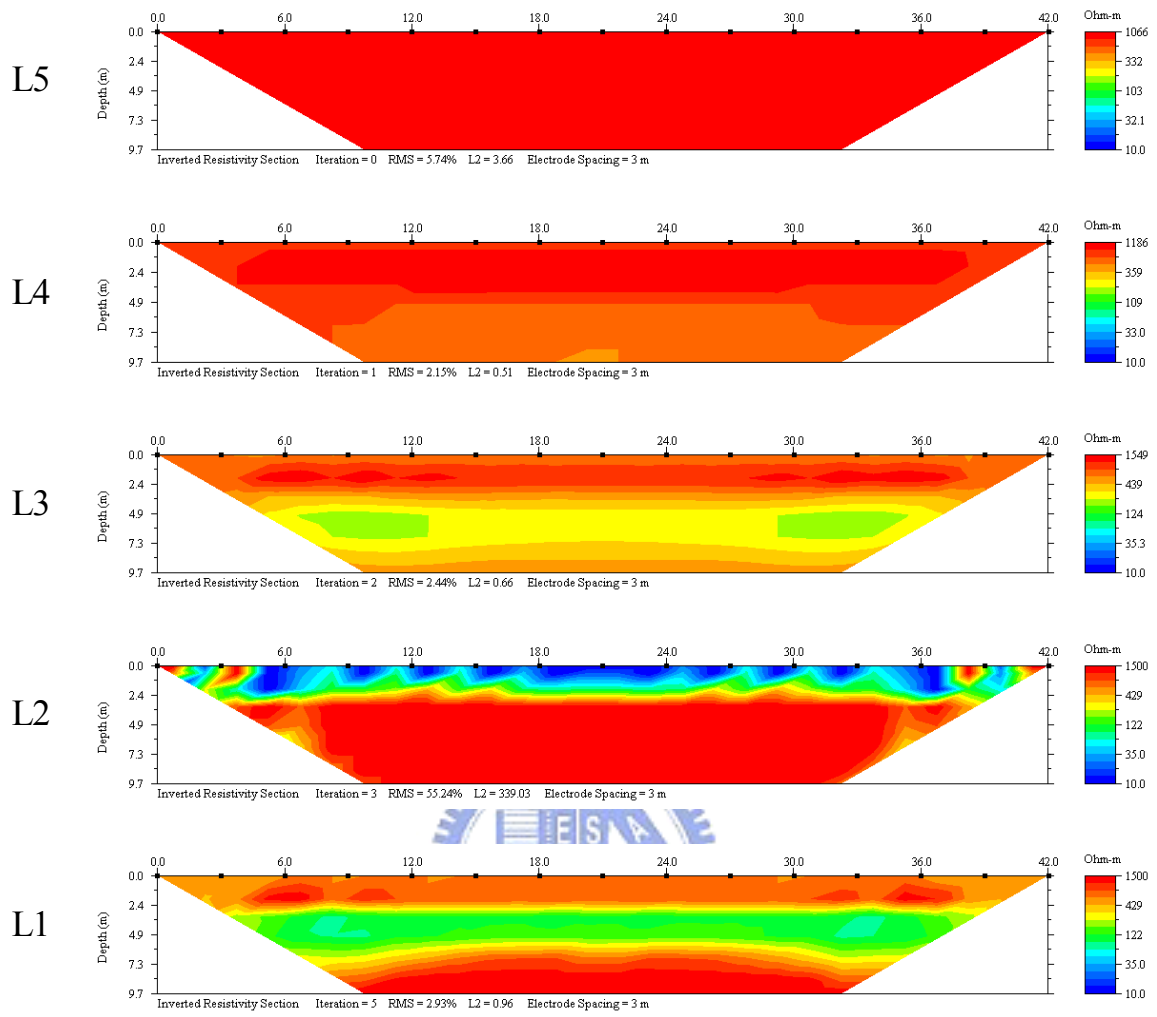 Ohm-m
0.0 6.0 12.0 18.0 24.0 30.0 36.0 42.0
L5
Depth (m)
0.0
2.4
4.9
7.3
9.7
1066
332
103
32.1
10.0
Inverted Resistivity Section Iteration = 0 RMS = 5.74% L2 = 3.66 Electrode Spacing = 3 m
Ohm-m
0.0 6.0 12.0 18.0 24.0 30.0 36.0 42.0
L4
Depth (m)
0.0
2.4
4.9
7.3
9.7
1186
359
109
33.0
10.0
Inverted Resistivity Section Iteration = 1 RMS = 2.15% L2 = 0.51 Electrode Spacing = 3 m
Ohm-m
0.0 6.0 12.0 18.0 24.0 30.0 36.0 42.0
L3
Depth (m)
0.0
2.4
4.9
7.3
9.7
1549
439
124
35.3
10.0
Inverted Resistivity Section Iteration = 2 RMS = 2.44% L2 = 0.66 Electrode Spacing = 3 m
Ohm-m
0.0 6.0 12.0 18.0 24.0 30.0 36.0 42.0
L2
Depth (m)
0.0
2.4
4.9
7.3
9.7
1500
429
122
35.0
10.0
Inverted Resistivity Section Iteration = 3 RMS = 55.24% L2 = 339.03 Electrode Spacing = 3 m
ESA
Ohm-m
0.0 6.0 12.0 18.0 24.0 30.0 36.0 42.0
L1
Depth (m)
0.0
2.4
4.9
7.3
9.7
1500
429
122
35.0
10.0
Inverted Resistivity Section Iteration = 5 RMS = 2.93% L2 = 0.96 Electrode Spacing = 3 m